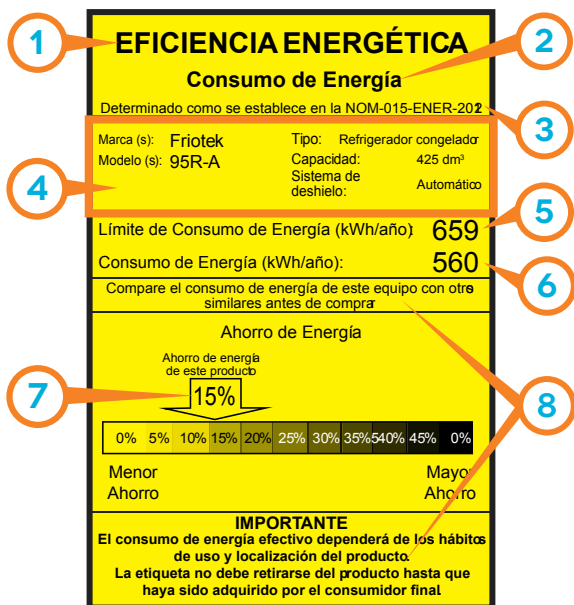 1
EFICIENCIA ENERGÉTICA
2
Consumo de Energía
Determinado como se establece en la NOM-015-ENER-2012
3
Marca (s): Friotek
Modelo (s): 95R-A
Tipo: Refrigerador congelador
Capacidad: 425 dm³
Sistema de
deshielo: Automático
4
5
Límite de Consumo de Energía (kWh/año): 659
Consumo de Energía (kWh/año): 560
6
Compare el consumo de energía de este equipo con otros
similares antes de comprar
Ahorro de Energía
Ahorro de energía
de este producto
15%
7
8
0% 5% 10% 15% 20% 25% 30% 35%540% 45% 0%
Menor
Ahorro
Mayor
Ahorro
IMPORTANTE
El consumo de energía efectivo dependerá de los hábitos
de uso y localización del producto.
La etiqueta no debe retirarse del producto hasta que
haya sido adquirido por el consumidor final.